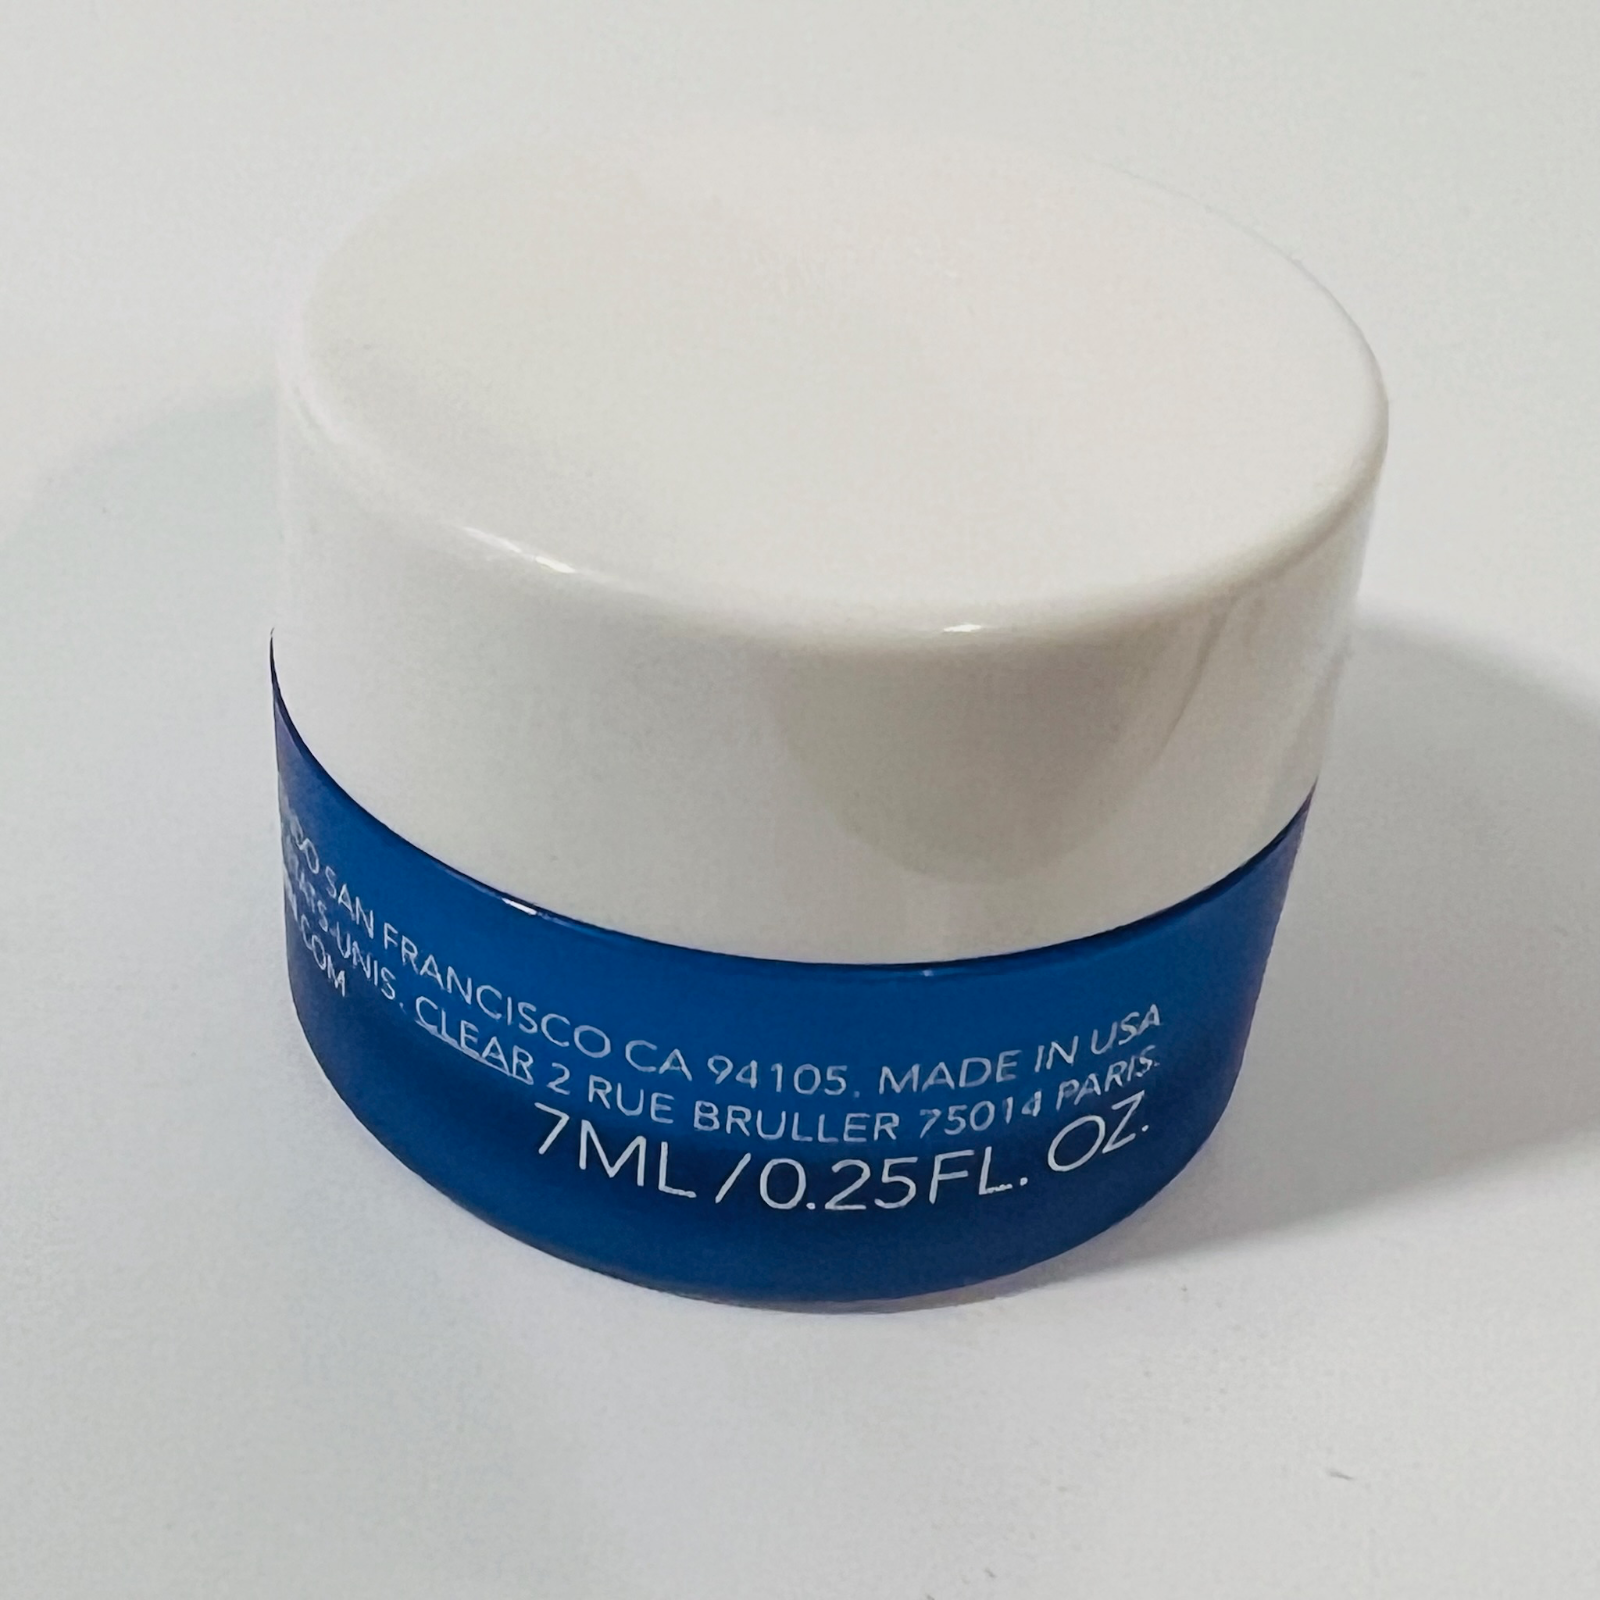 SAN FRANCISCO CA 94105. MADE IN USA
ÉTATS-UNIS. CLEAR 2 RUE BRULLER 75014 PARIS.
.COM
7ML/0.25FL. OZ.